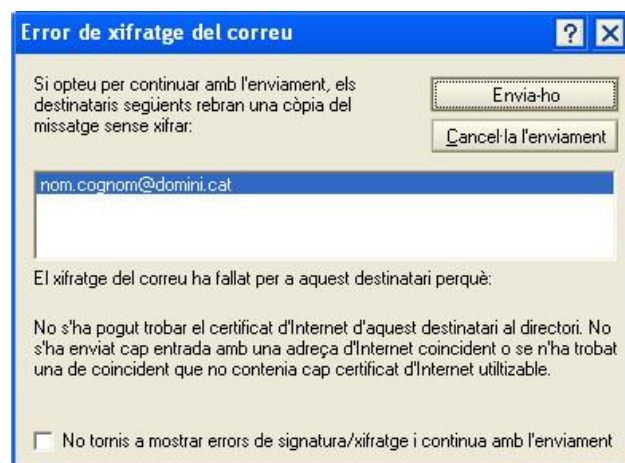 Error de xifratge del correu
Si opteu per continuar amb l'enviament, els
destinataris següents rebran una còpia del
missatge sense xifrar:
Envia-ho
Cancel·la l'enviament
nom.cognom@domini.cat
El xifratge del correu ha fallat per a aquest destinatari perquè:
No s'ha pogut trobar el certificat d'Internet d'aquest destinatari al directori. No
s'ha enviat cap entrada amb una adreça d'Internet coincident o se n'ha trobat
una de coincident que no contenia cap certificat d'Internet utiltizable.
No tornis a mostrar errors de signatura/xifratge i continua amb l'enviament